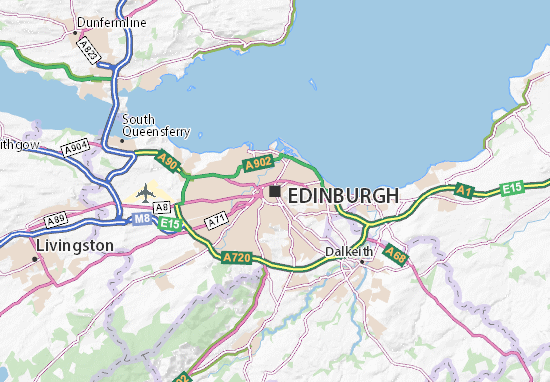 Dunfermline
A823
South
Queensferry
A904
ithgow
A90
A902
EDINBURGH
A1
E15
A8
A71
A89
M8
E15
Livingston
A720
Dalkeith
A68